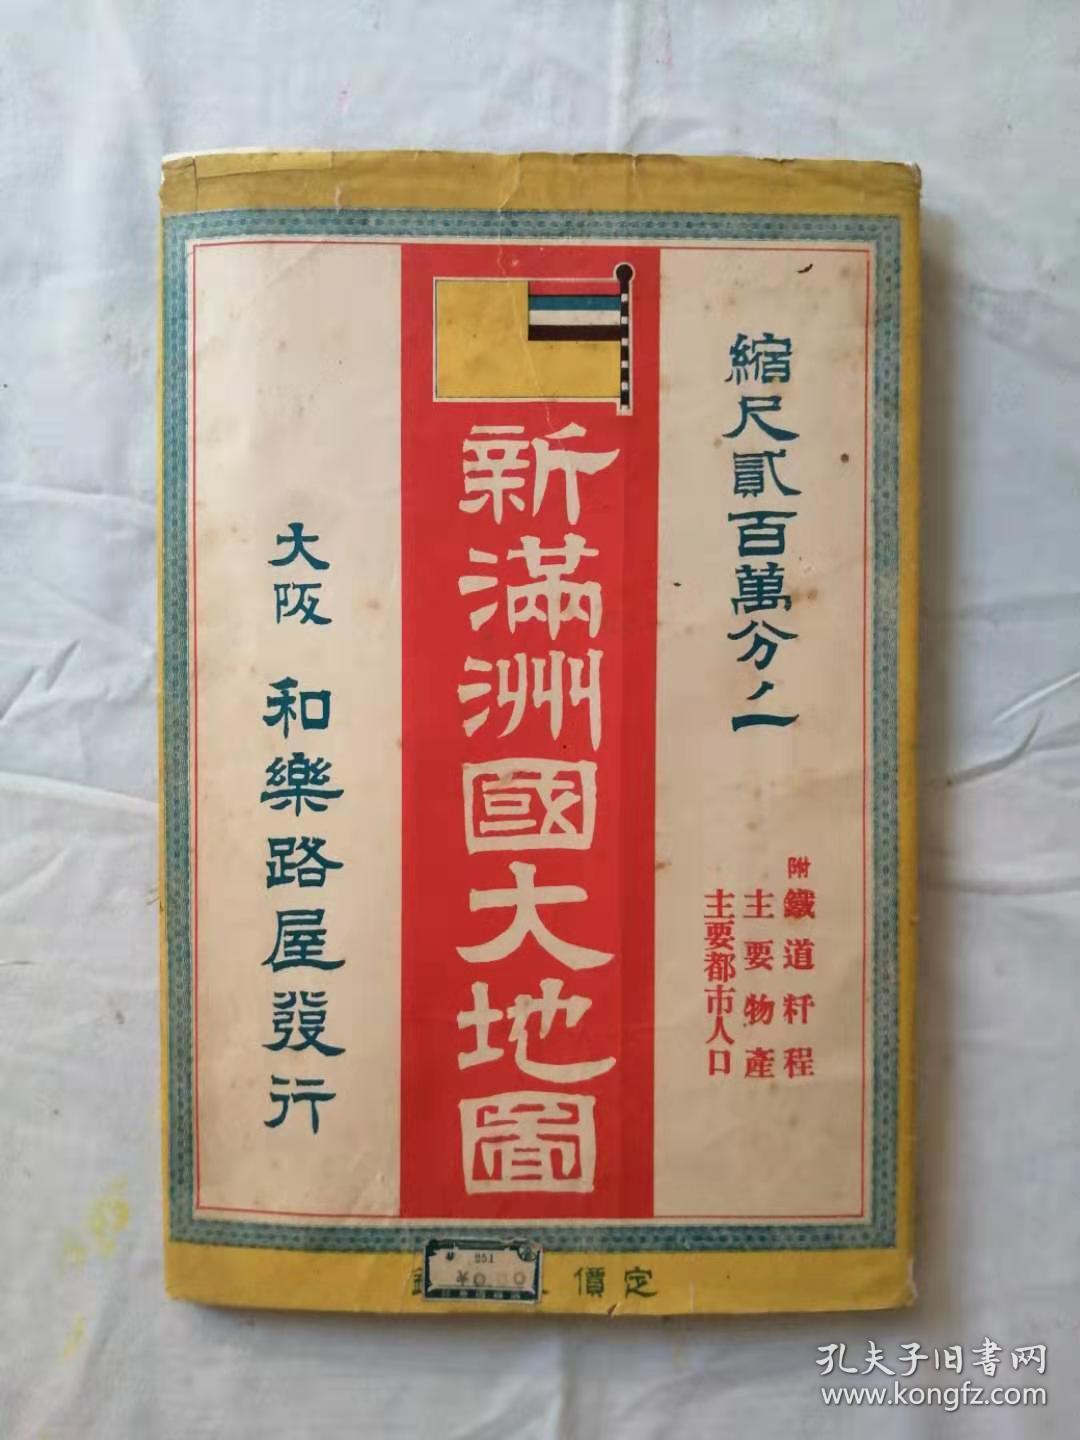 縮尺貳百萬分ノ一
附 鐵道粁程
主要物產
主要都市人口
新滿洲國大地圖
大阪 和樂路屋發行
定價
951
孔夫子旧書网
www.kongfz.com